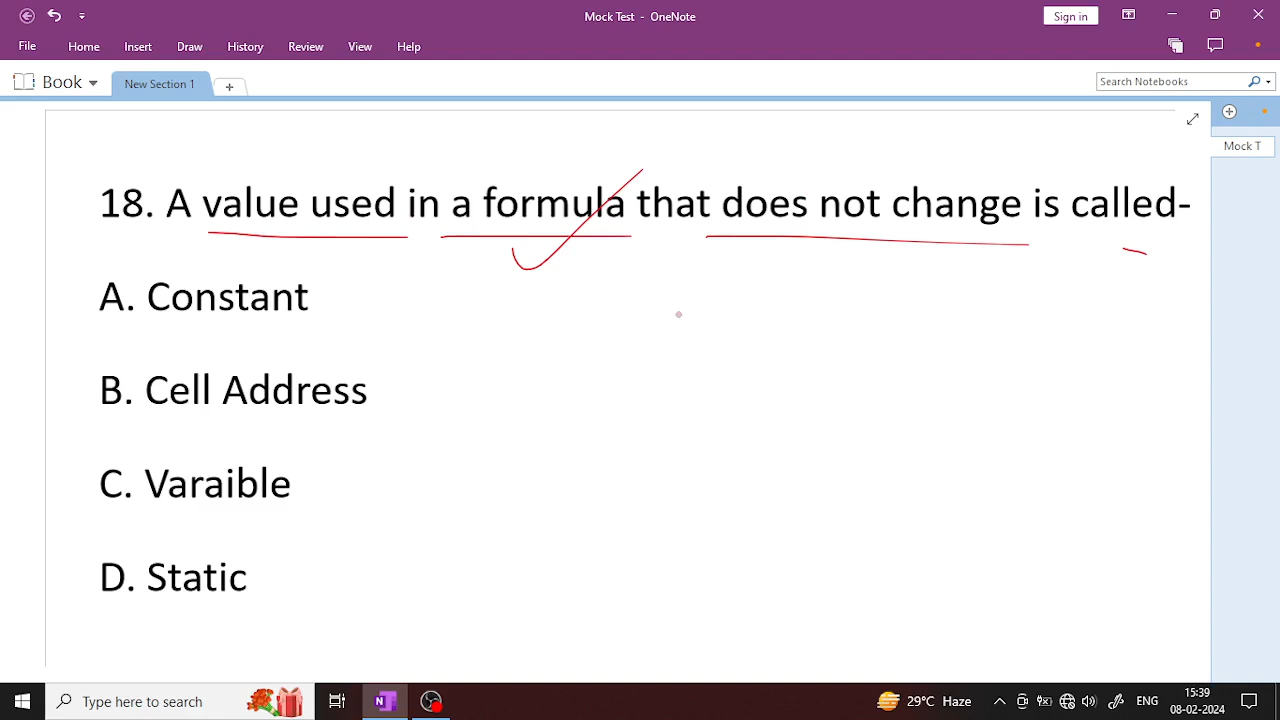 Mock Test - OneNote
Sign in
File Home Insert Draw History Review View Help
Book New Section 1 + Search Notebooks
Mock T
18. A value used in a formula that does not change is called-
A. Constant
B. Cell Address
C. Varaible
D. Static
Type here to search N 29°C Haze ENG 15:39
08-02-2024